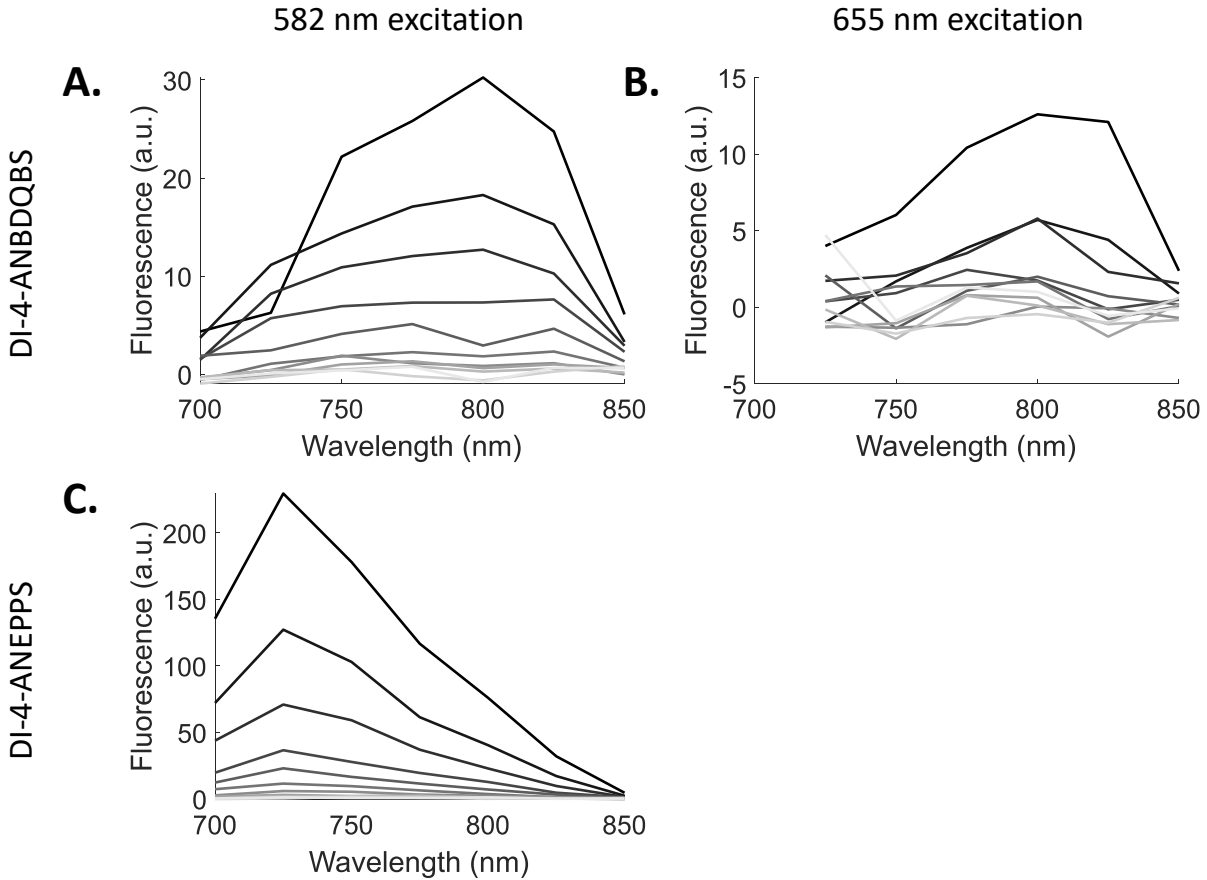 582 nm excitation
655 nm excitation
DI-4-ANBDQBS
A.
Fluorescence (a.u.)
30
20
10
0
700
750
800
850
Wavelength (nm)
B.
Fluorescence (a.u.)
15
10
5
0
-5
700
750
800
850
Wavelength (nm)
DI-4-ANEPPS
C.
Fluorescence (a.u.)
200
150
100
50
0
700
750
800
850
Wavelength (nm)